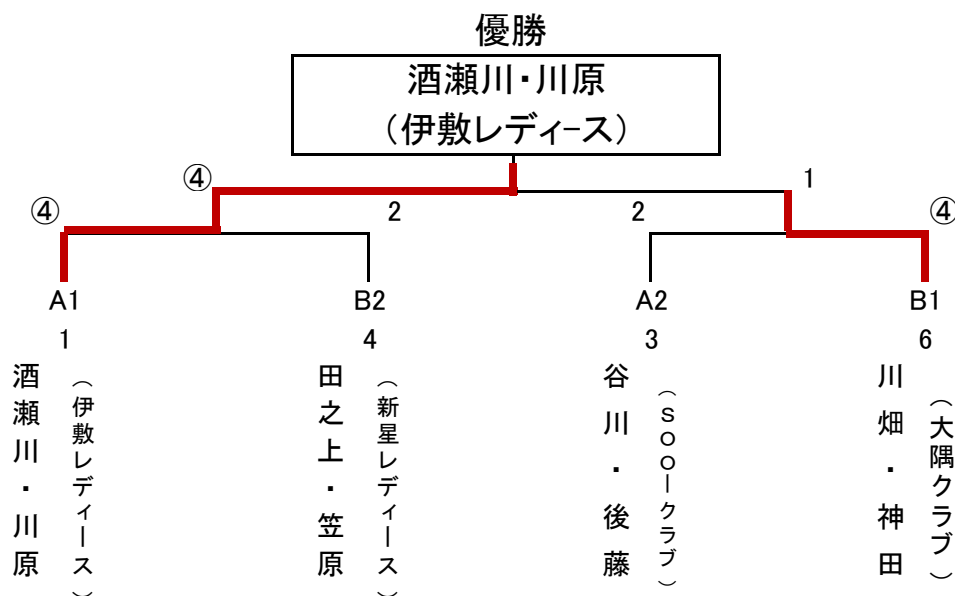 優勝
酒瀬川・川原
(伊敷レディース)
④
1
④
2
2
④
A1
B2
A2
B1
1
4
3
6
酒瀬川・川原
(伊敷レディース)
田之上・笠原
(新星レディース)
谷川・後藤
(SOOークラブ)
川畑・神田
(大隅クラブ)